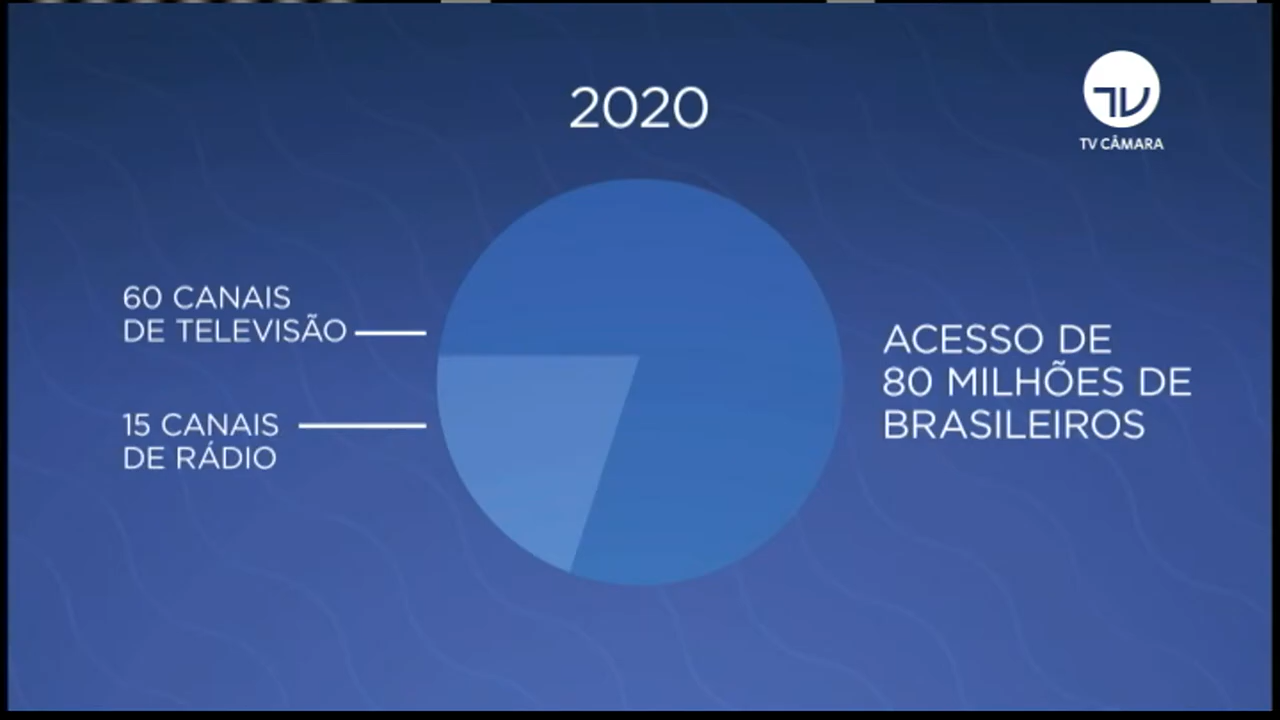 2020
TV
TV CÂMARA
60 CANAIS
DE TELEVISÃO
15 CANAIS
DE RÁDIO
ACESSO DE
80 MILHÕES DE
BRASILEIROS